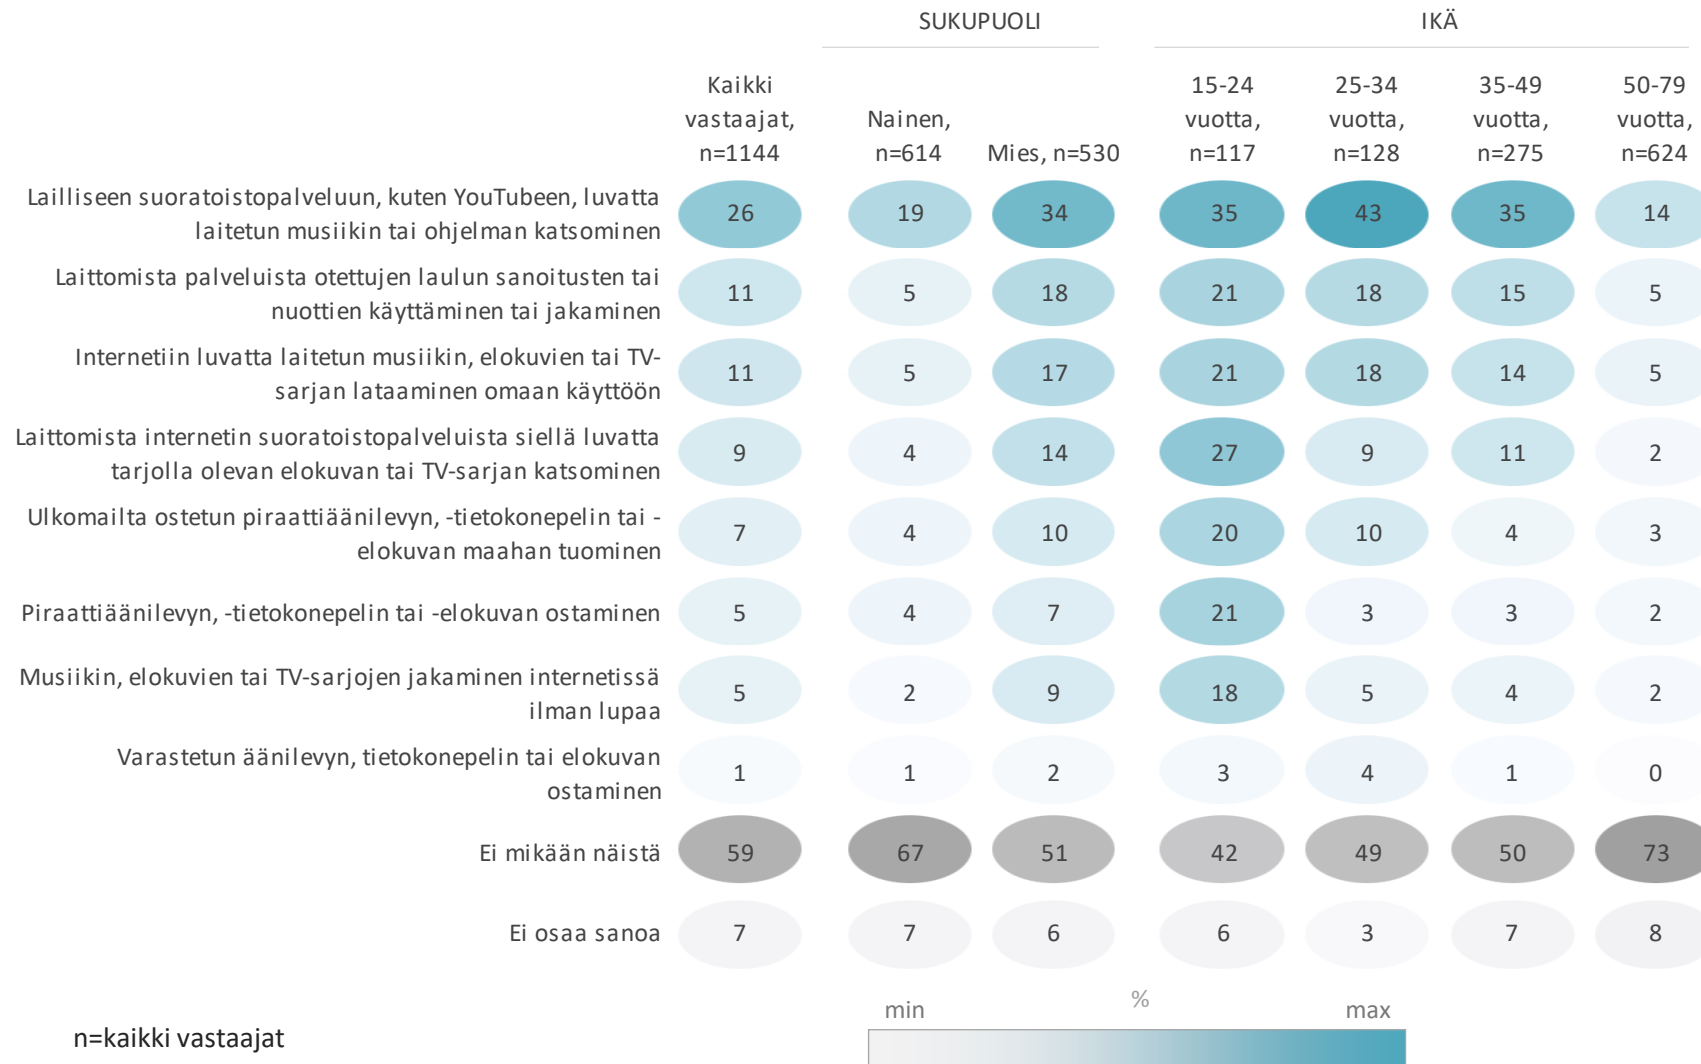 SUKUPUOLI IKÄ
Kaikki 15-24 25-34 35-49 50-79
vastaajat, Nainen, vuotta, vuotta, vuotta, vuotta,
n=1144 n=614 Mies, n=530 n=117 n=128 n=275 n=624
Lailliseen suoratoistopalveluun, kuten YouTubeen, luvatta
laitetun musiikin tai ohjelman katsominen
26 19 34 35 43 35 14
Laittomista palveluista otettujen laulun sanoitusten tai
nuottien käyttäminen tai jakaminen
11 5 18 21 18 15 5
Internetiin luvatta laitetun musiikin, elokuvien tai TV-
sarjan lataaminen omaan käyttöön
11 5 17 21 18 14 5
Laittomista internetin suoratoistopalveluista siellä luvatta
tarjolla olevan elokuvan tai TV-sarjan katsominen
9 4 14 27 9 11 2
Ulkomailta ostetun piraattiäänilevyn, -tietokonepelin tai -
elokuvan maahan tuominen
7 4 10 20 10 4 3
Piraattiäänilevyn, -tietokonepelin tai -elokuvan ostaminen
5 4 7 21 3 3 2
Musiikin, elokuvien tai TV-sarjojen jakaminen internetissä
ilman lupaa
5 2 9 18 5 4 2
Varastetun äänilevyn, tietokonepelin tai elokuvan
ostaminen
1 1 2 3 4 1 0
Ei mikään näistä 59 67 51 42 49 50 73
Ei osaa sanoa 7 7 6 6 3 7 8
min % max
n=kaikki vastaajat